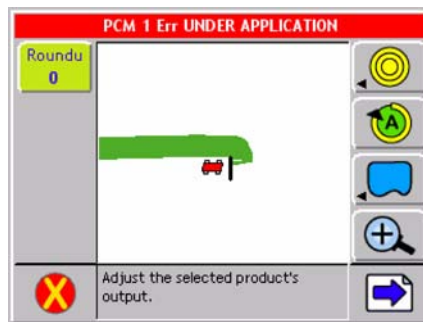 PCM 1 Err UNDER APPLICATION
Roundu
0
A
Adjust the selected product's
output.